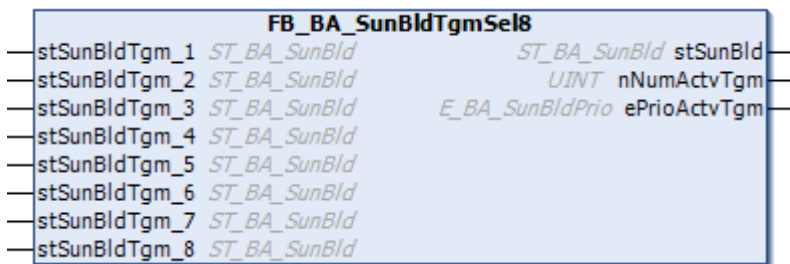 FB_BA_SunBldTgmSel8
stSunBldTgm_1 ST_BA_SunBld ST_BA_SunBld stSunBld
stSunBldTgm_2 ST_BA_SunBld UINT nNumActvTgm
stSunBldTgm_3 ST_BA_SunBld E_BA_SunBldPrio ePrioActvTgm
stSunBldTgm_4 ST_BA_SunBld
stSunBldTgm_5 ST_BA_SunBld
stSunBldTgm_6 ST_BA_SunBld
stSunBldTgm_7 ST_BA_SunBld
stSunBldTgm_8 ST_BA_SunBld